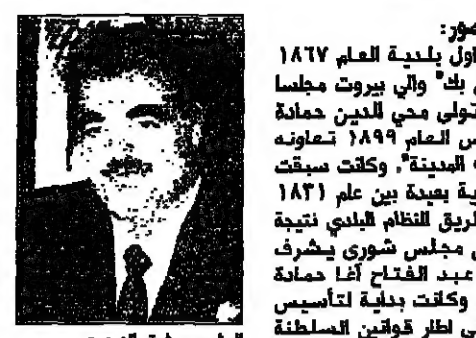 صور:
اول بلدية العام ١٨٦٧
بك" والي بيروت مجلسا
تولى محي الدين حمادة
س العام ١٨٩٩ تعاونه
المدينة". وكانت سبقت
ية بعيدة بين عام ١٨٣١
ريق للنظام البلدي نتيجة
مجلس شورى يشرف
عبد الفتاح آغا حمادة
وكانت بداية لتأسيس
ي اطار قوانين السلطنة